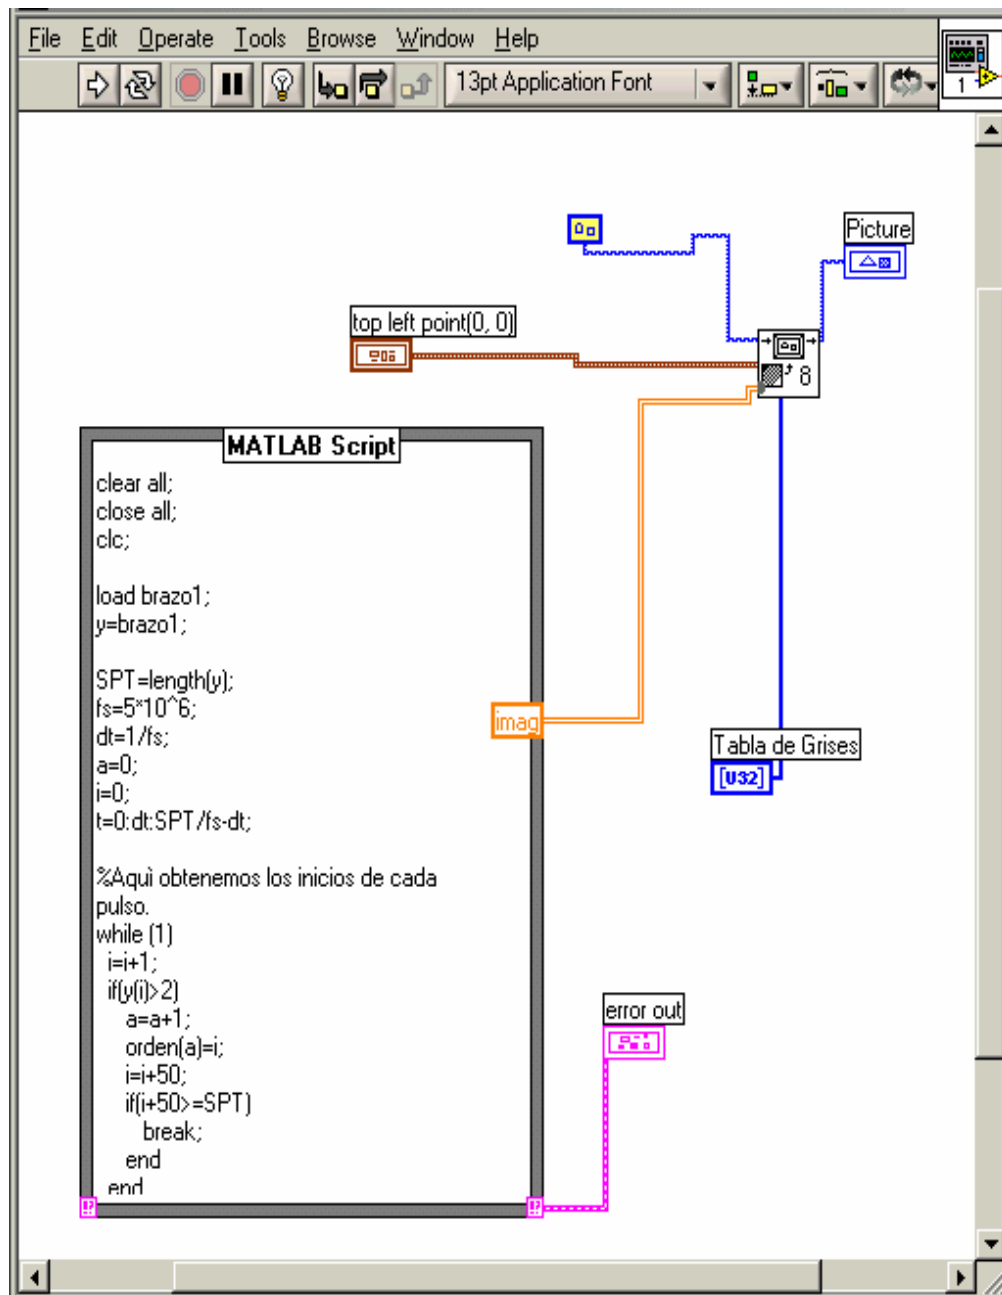 File Edit Operate Tools Browse Window Help
13pt Application Font
1
Picture
top left point(0, 0)
8
MATLAB Script
clear all;
close all;
clc;
load brazo1;
y=brazo1;
SPT=length(y);
fs=5*10^6;
dt=1/fs;
a=0;
i=0;
t=0:dt:SPT/fs-dt;
imag
Tabla de Grises
[U32]
%Aquì obtenemos los inicios de cada
pulso.
while (1)
i=i+1;
if(y(i)>2)
a=a+1;
orden(a)=i;
i=i+50;
if(i+50>=SPT)
break;
end
end
error out